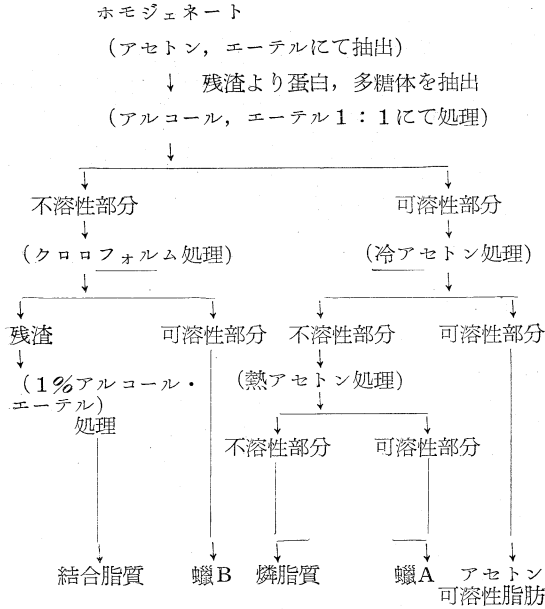 ホモジェネート
(アセトン,エーテルにて抽出)
↓ 残渣より蛋白,多糖体を抽出
(アルコール,エーテル1:1にて処理)
不溶性部分 可溶性部分
(クロロフォルム処理) (冷アセトン処理)
残渣 可溶性部分 不溶性部分 可溶性部分
(1%アルコール・ (熱アセトン処理)
エーテル)
処理
不溶性部分 可溶性部分
結合脂質 蠟B 燐脂質 蠟A アセトン
可溶性脂肪